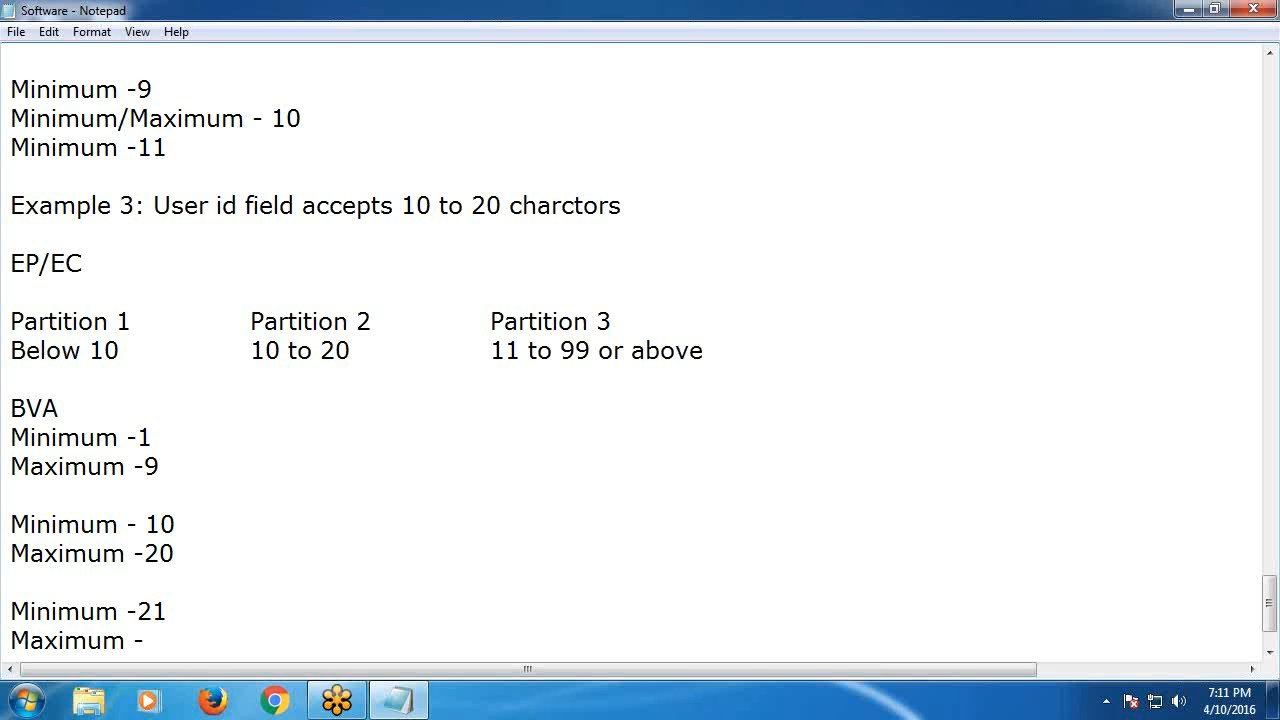 Software - Notepad
File Edit Format View Help
Minimum -9
Minimum/Maximum - 10
Minimum -11
Example 3: User id field accepts 10 to 20 charctors
EP/EC
Partition 1 Partition 2 Partition 3
Below 10 10 to 20 11 to 99 or above
BVA
Minimum -1
Maximum -9
Minimum - 10
Maximum -20
Minimum -21
Maximum -
7:11 PM
4/10/2016